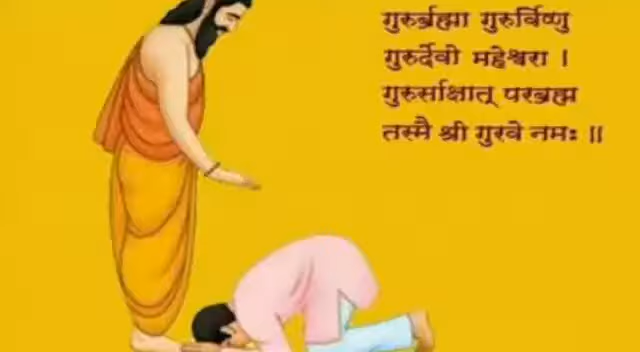 गुरुर्ब्रह्मा गुरुर्विष्णु
गुरुर्देवो महेश्वरा ।
गुरुर्साक्षात् परब्रह्म
तस्मै श्री गुरवे नमः ॥